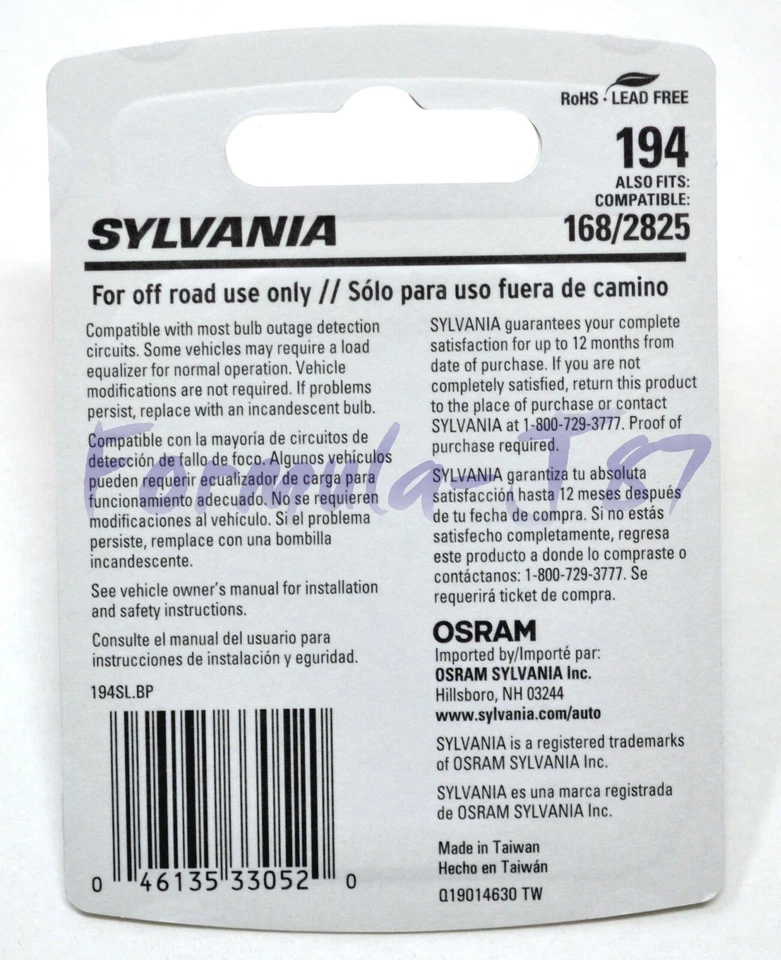 RoHS · LEAD FREE
194
ALSO FITS:
COMPATIBLE:
168/2825
SYLVANIA
For off road use only // Sólo para uso fuera de camino
Compatible with most bulb outage detection
circuits. Some vehicles may require a load
equalizer for normal operation. Vehicle
modifications are not required. If problems
persist, replace with an incandescent bulb.
Compatible con la mayoría de circuitos de
detección de fallo de foco. Algunos vehículos
pueden requerir ecualizador de carga para
funcionamiento adecuado. No se requieren
modificaciones al vehículo. Si el problema
persiste, remplace con una bombilla
incandescente.
See vehicle owner's manual for installation
and safety instructions.
Consulte el manual del usuario para
instrucciones de instalación y eguridad.
194SL.BP
0 46135 33052 0
SYLVANIA guarantees your complete
satisfaction for up to 12 months from
date of purchase. If you are not
completely satisfied, return this product
to the place of purchase or contact
SYLVANIA at 1-800-729-3777. Proof of
purchase required.
SYLVANIA garantiza tu absoluta
satisfacción hasta 12 meses después
de tu fecha de compra. Si no estás
satisfecho completamente, regresa
este producto a donde lo compraste o
contáctanos: 1-800-729-3777. Se
requerirá ticket de compra.
OSRAM
Imported by/Importé par:
OSRAM SYLVANIA Inc.
Hillsboro, NH 03244
www.sylvania.com/auto
SYLVANIA is a registered trademarks
of OSRAM SYLVANIA Inc.
SYLVANIA es una marca registrada
de OSRAM SYLVANIA Inc.
Made in Taiwan
Hecho en Taiwán
Q19014630 TW
Formula-J87